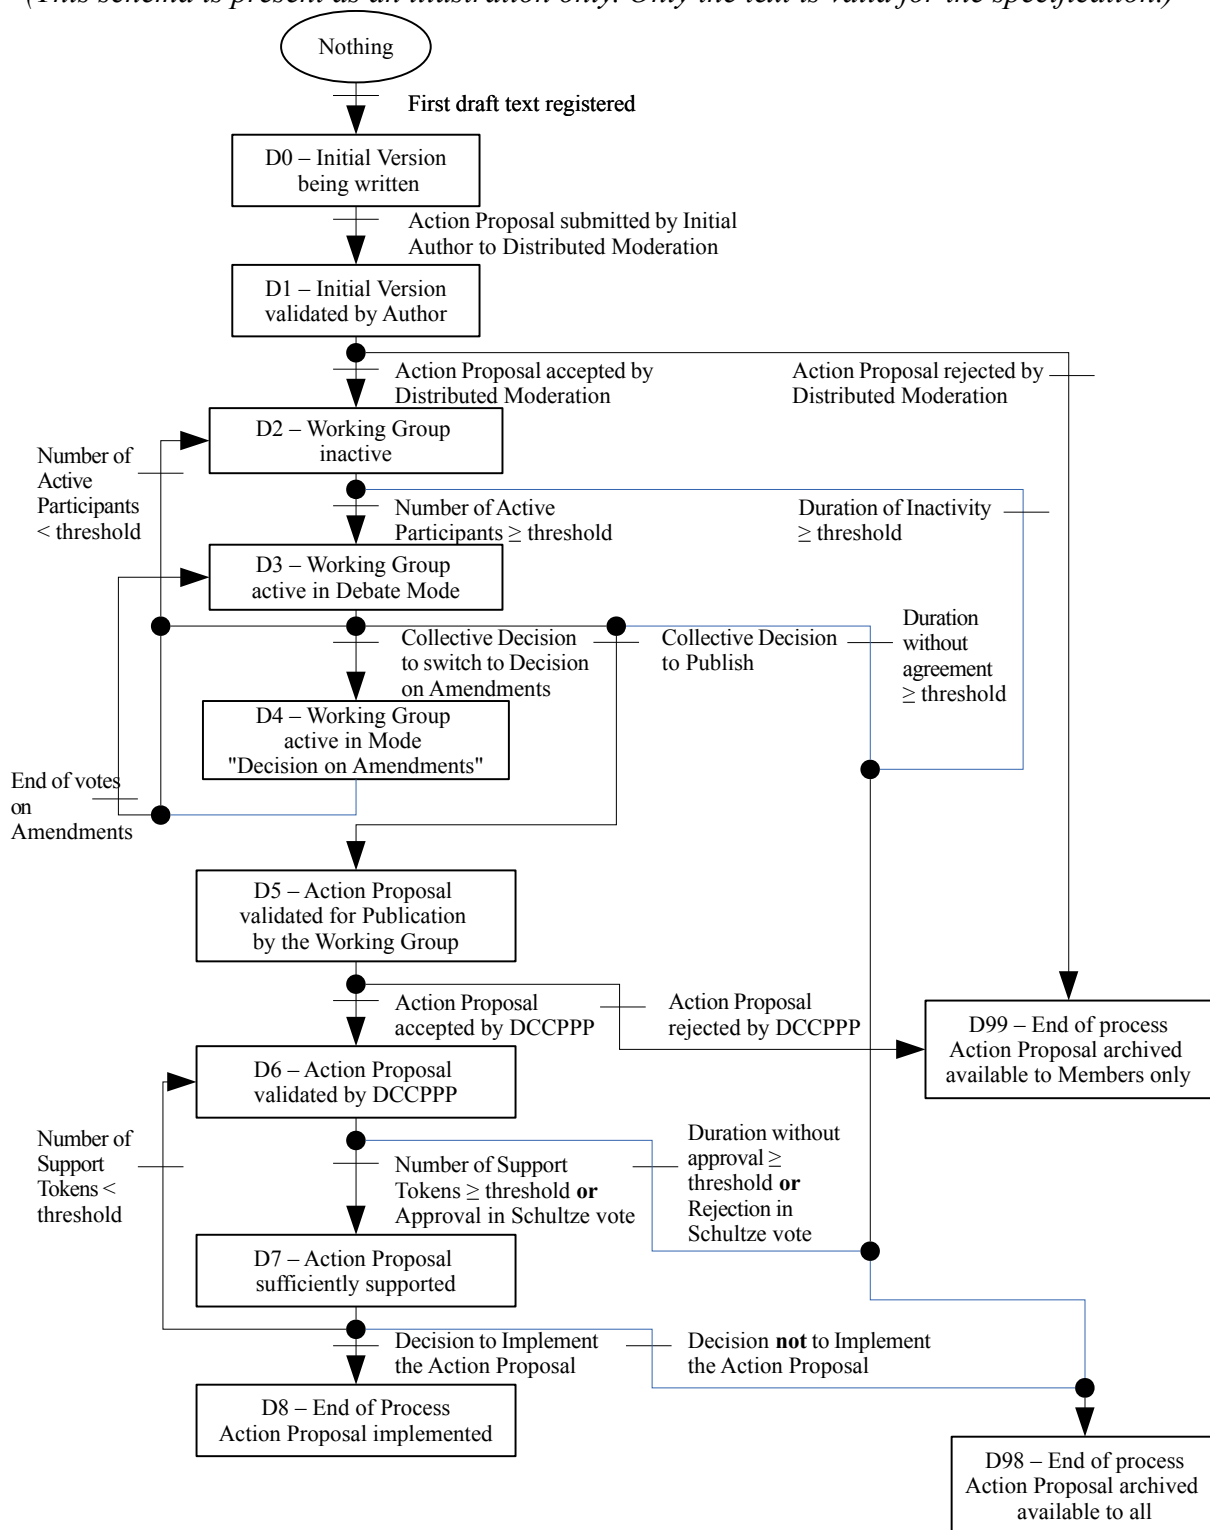 (This schema is present as an illustration only. Only the text is valid for the specification.)
Nothing
First draft text registered
D0 – Initial Version
being written
Action Proposal submitted by Initial
Author to Distributed Moderation
D1 – Initial Version
validated by Author
Action Proposal accepted by
Distributed Moderation
Action Proposal rejected by
Distributed Moderation
D2 – Working Group
inactive
Number of
Active
Participants
< threshold
Number of Active
Participants ≥ threshold
Duration of Inactivity
≥ threshold
D3 – Working Group
active in Debate Mode
Collective Decision
to switch to Decision
on Amendments
Collective Decision
to Publish
Duration
without
agreement
≥ threshold
D4 – Working Group
active in Mode
"Decision on Amendments"
End of votes
on
Amendments
D5 – Action Proposal
validated for Publication
by the Working Group
Action Proposal
accepted by DCCPPP
Action Proposal
rejected by DCCPPP
D99 – End of process
Action Proposal archived
available to Members only
D6 – Action Proposal
validated by DCCPPP
Number of
Support
Tokens <
threshold
Number of Support
Tokens ≥ threshold or
Approval in Schultze vote
Duration without
approval ≥
threshold or
Rejection in
Schultze vote
D7 – Action Proposal
sufficiently supported
Decision to Implement
the Action Proposal
Decision not to Implement
the Action Proposal
D8 – End of Process
Action Proposal implemented
D98 – End of process
Action Proposal archived
available to all